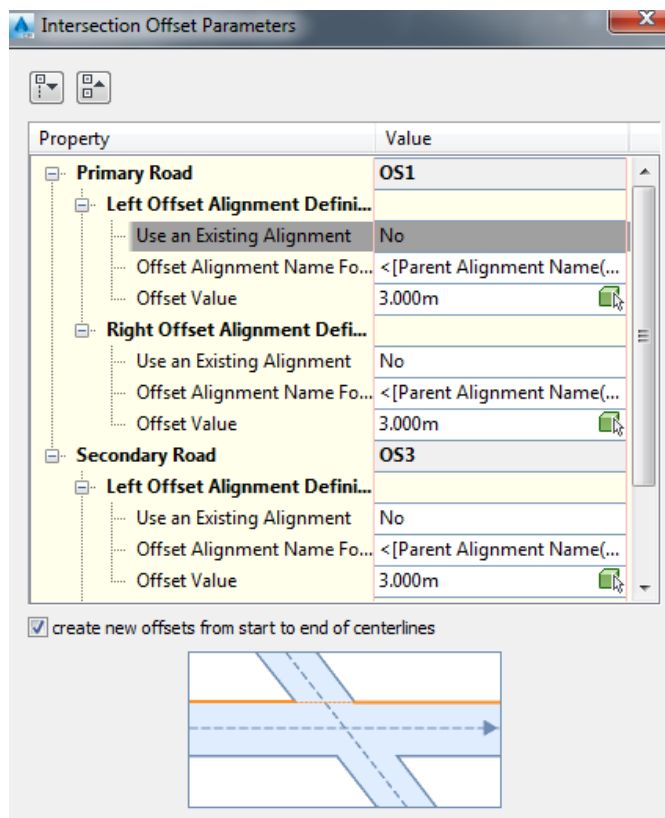 Intersection Offset Parameters
Property Value
Primary Road OS1
Left Offset Alignment Defini...
Use an Existing Alignment No
Offset Alignment Name Fo... <[Parent Alignment Name(...
Offset Value 3.000m
Right Offset Alignment Defi...
Use an Existing Alignment No
Offset Alignment Name Fo... <[Parent Alignment Name(...
Offset Value 3.000m
Secondary Road OS3
Left Offset Alignment Defini...
Use an Existing Alignment No
Offset Alignment Name Fo... <[Parent Alignment Name(...
Offset Value 3.000m
create new offsets from start to end of centerlines